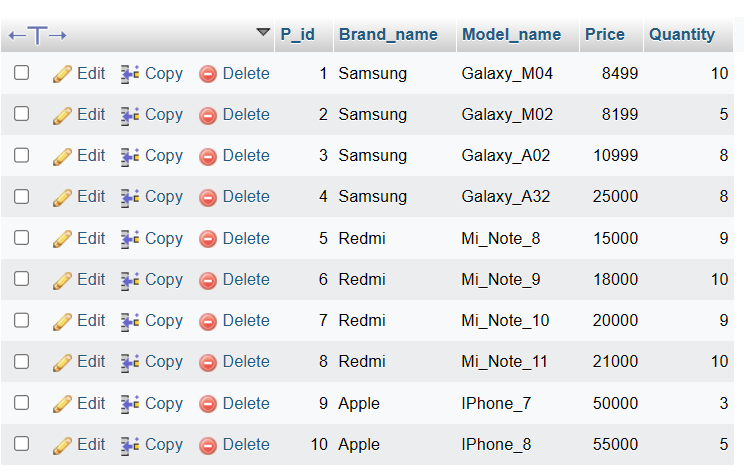 P_id Brand_name Model_name Price Quantity
Edit Copy Delete 1 Samsung Galaxy_M04 8499 10
Edit Copy Delete 2 Samsung Galaxy_M02 8199 5
Edit Copy Delete 3 Samsung Galaxy_A02 10999 8
Edit Copy Delete 4 Samsung Galaxy_A32 25000 8
Edit Copy Delete 5 Redmi Mi_Note_8 15000 9
Edit Copy Delete 6 Redmi Mi_Note_9 18000 10
Edit Copy Delete 7 Redmi Mi_Note_10 20000 9
Edit Copy Delete 8 Redmi Mi_Note_11 21000 10
Edit Copy Delete 9 Apple IPhone_7 50000 3
Edit Copy Delete 10 Apple IPhone_8 55000 5